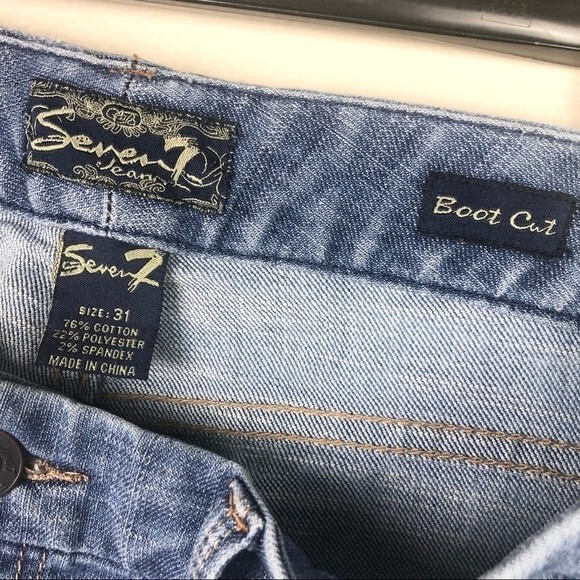 Seven7
Jeans
Boot Cut
Seven7
SIZE: 31
76% COTTON
22% POLYESTER
2% SPANDEX
MADE IN CHINA